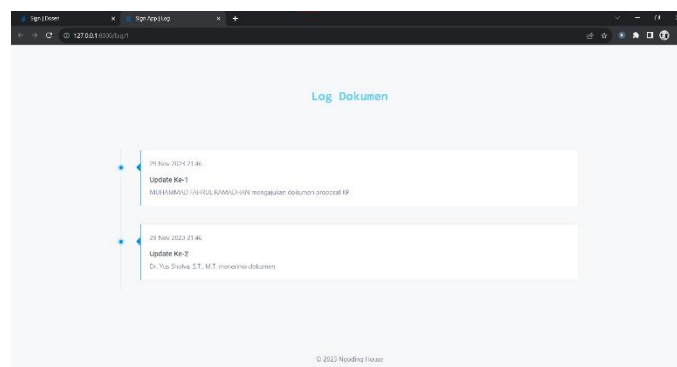 Sign | Dosen
Sign App | Log
127.0.0.1:8000/log/1
Log Dokumen
29 Nov 2023 21:46
Update Ke-1
MUHAMMAD FAHRUL RAMADHAN mengajukan dokumen proposal KP
29 Nov 2023 21:46
Update Ke-2
Dr. Yus Sholva, S.T., M.T. menerima dokumen
© 2023 House